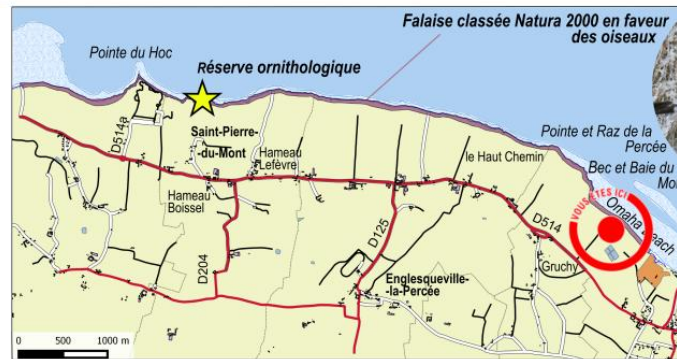 Falaise classée Natura 2000 en faveur
des oiseaux
Pointe du Hoc
Réserve ornithologique
Pointe et Raz de la
Percée
Bec et Baie du
D514a
Saint-Pierre-
-du-Mont
Hameau
Lefèvre
le Haut Chemin
VOUS ÊTES ICI
Omaha Beach
Hameau
Boissel
D125
D514
D204
Gruchy
Englesqueville-
-la-Percée
0 500 1000 m